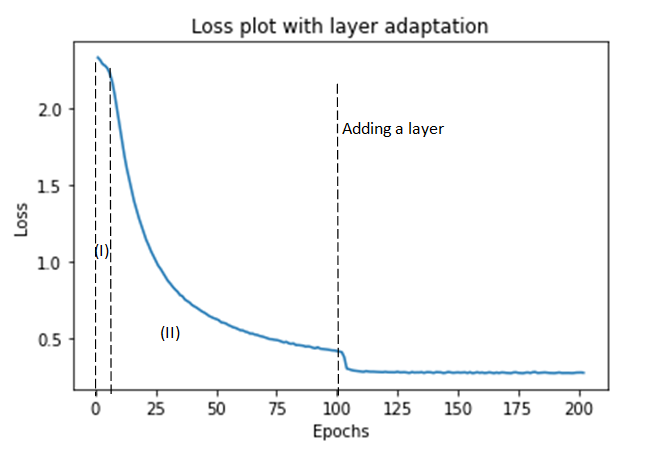 Loss plot with layer adaptation
2.0
Adding a layer
1.5
Loss
1.0
(I)
(II)
0.5
0 25 50 75 100 125 150 175 200
Epochs